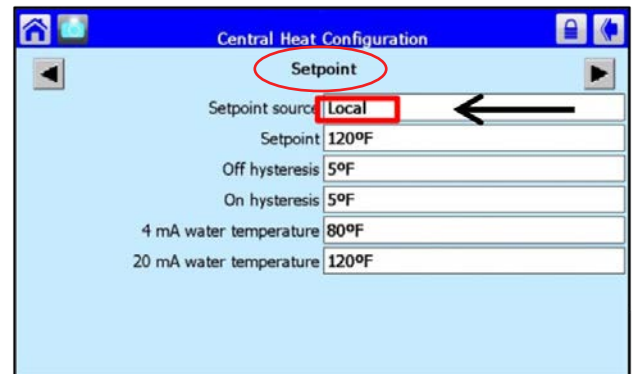 Central Heat Configuration
Setpoint
Setpoint source Local
Setpoint 120ºF
Off hysteresis 5ºF
On hysteresis 5ºF
4 mA water temperature 80ºF
20 mA water temperature 120ºF